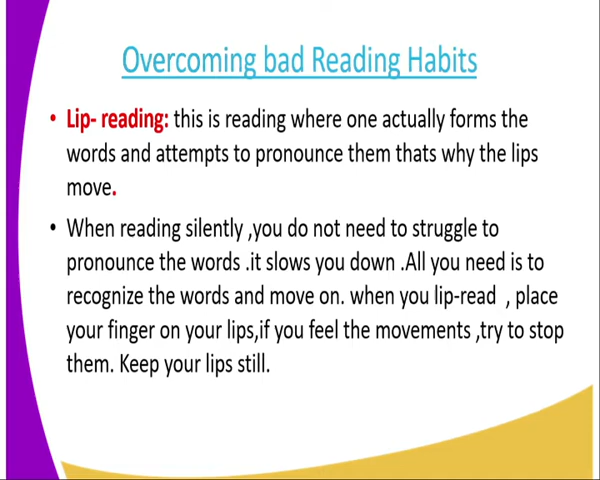 Overcoming bad Reading Habits
• Lip- reading: this is reading where one actually forms the
words and attempts to pronounce them thats why the lips
move.
• When reading silently ,you do not need to struggle to
pronounce the words .it slows you down .All you need is to
recognize the words and move on. when you lip-read , place
your finger on your lips,if you feel the movements ,try to stop
them. Keep your lips still.